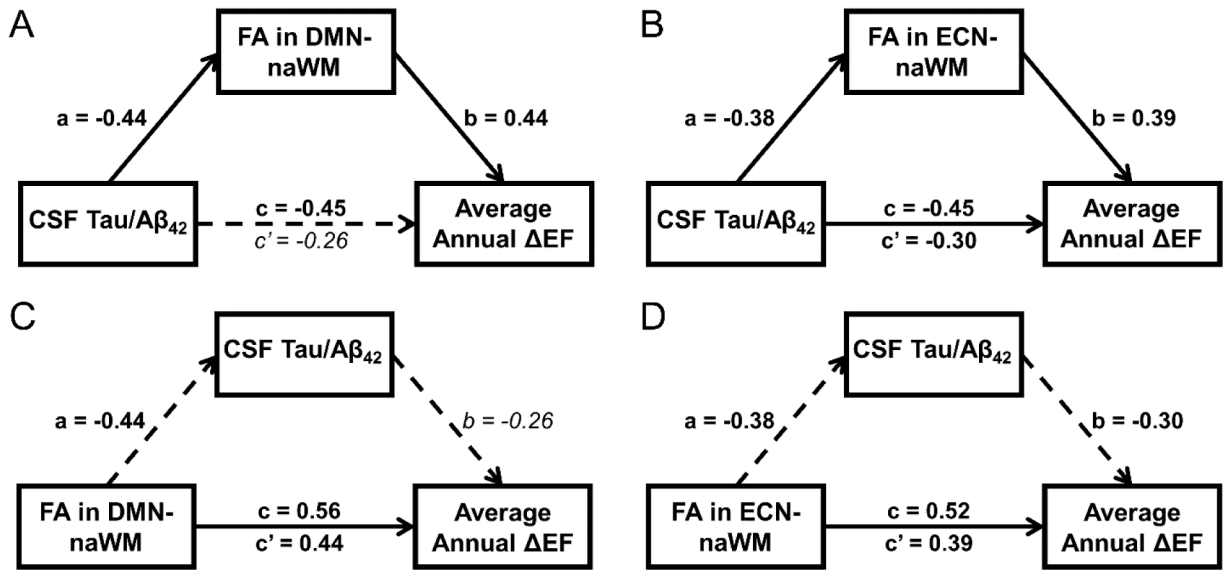 A
FA in DMN-
naWM
a = -0.44
b = 0.44
CSF Tau/Aβ₄₂
c = -0.45
c' = -0.26
Average
Annual ΔEF
B
FA in ECN-
naWM
a = -0.38
b = 0.39
CSF Tau/Aβ₄₂
c = -0.45
c' = -0.30
Average
Annual ΔEF
C
CSF Tau/Aβ₄₂
a = -0.44
b = -0.26
FA in DMN-
naWM
c = 0.56
c' = 0.44
Average
Annual ΔEF
D
CSF Tau/Aβ₄₂
a = -0.38
b = -0.30
FA in ECN-
naWM
c = 0.52
c' = 0.39
Average
Annual ΔEF